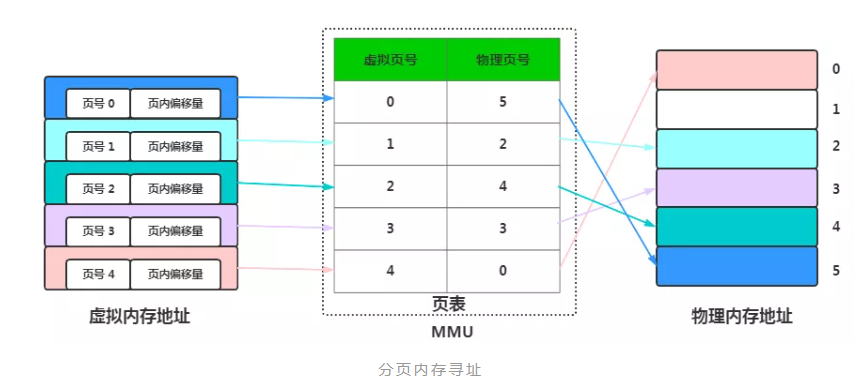 虚拟页号 物理页号
0 5
1 2
2 4
3 3
4 0
页表
MMU
页号 0 页内偏移量
页号 1 页内偏移量
页号 2 页内偏移量
页号 3 页内偏移量
页号 4 页内偏移量
虚拟内存地址
0
1
2
3
4
5
物理内存地址
分页内存寻址